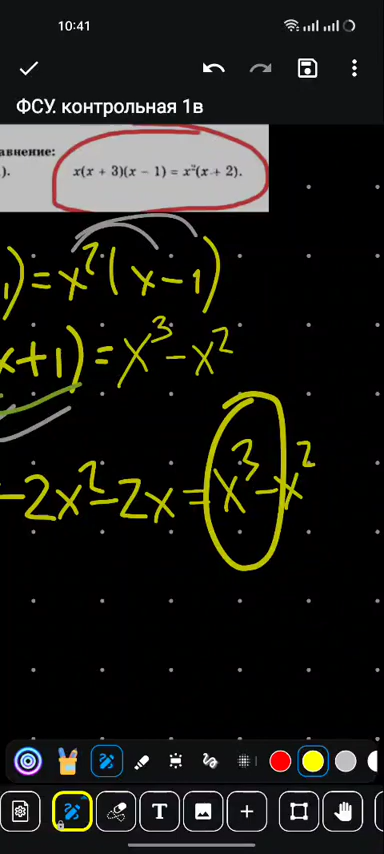 10:41
ФСУ. контрольная 1в
авнение:
). x(x + 3)(x − 1) = x²(x + 2).
1) = x²(x − 1)
x+1) = x³ − x²
− 2x² − 2x = x³ − x²
T